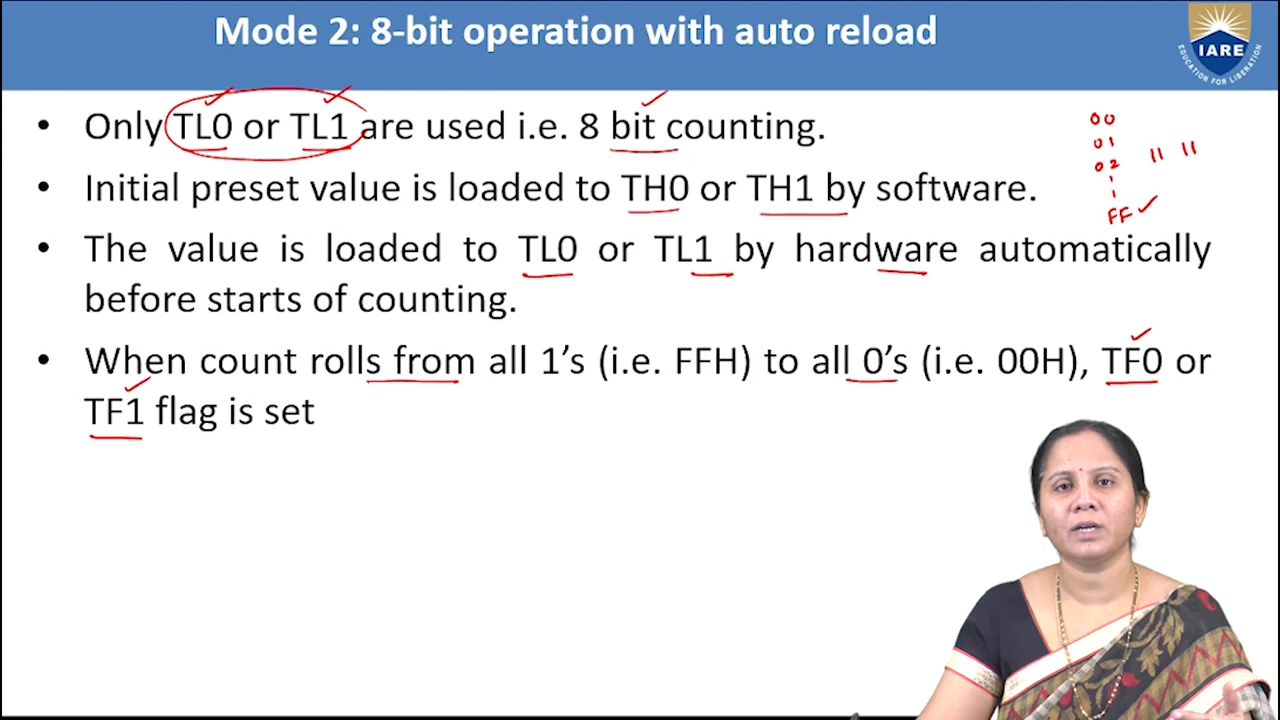 Mode 2: 8-bit operation with auto reload
IARE
EDUCATION FOR LIBERATION
• Only TL0 or TL1 are used i.e. 8 bit counting.
• Initial preset value is loaded to TH0 or TH1 by software.
• The value is loaded to TL0 or TL1 by hardware automatically
before starts of counting.
• When count rolls from all 1’s (i.e. FFH) to all 0’s (i.e. 00H), TF0 or
TF1 flag is set
00
01
02
FF